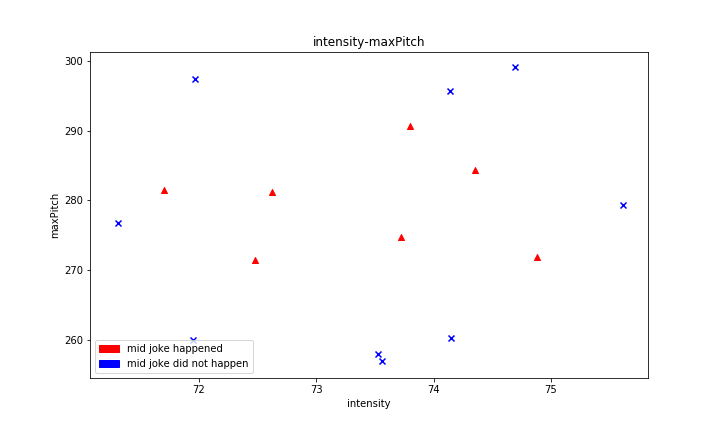 intensity-maxPitch
300
290
280
270
260
maxPitch
mid joke happened
mid joke did not happen
72
73
74
75
intensity